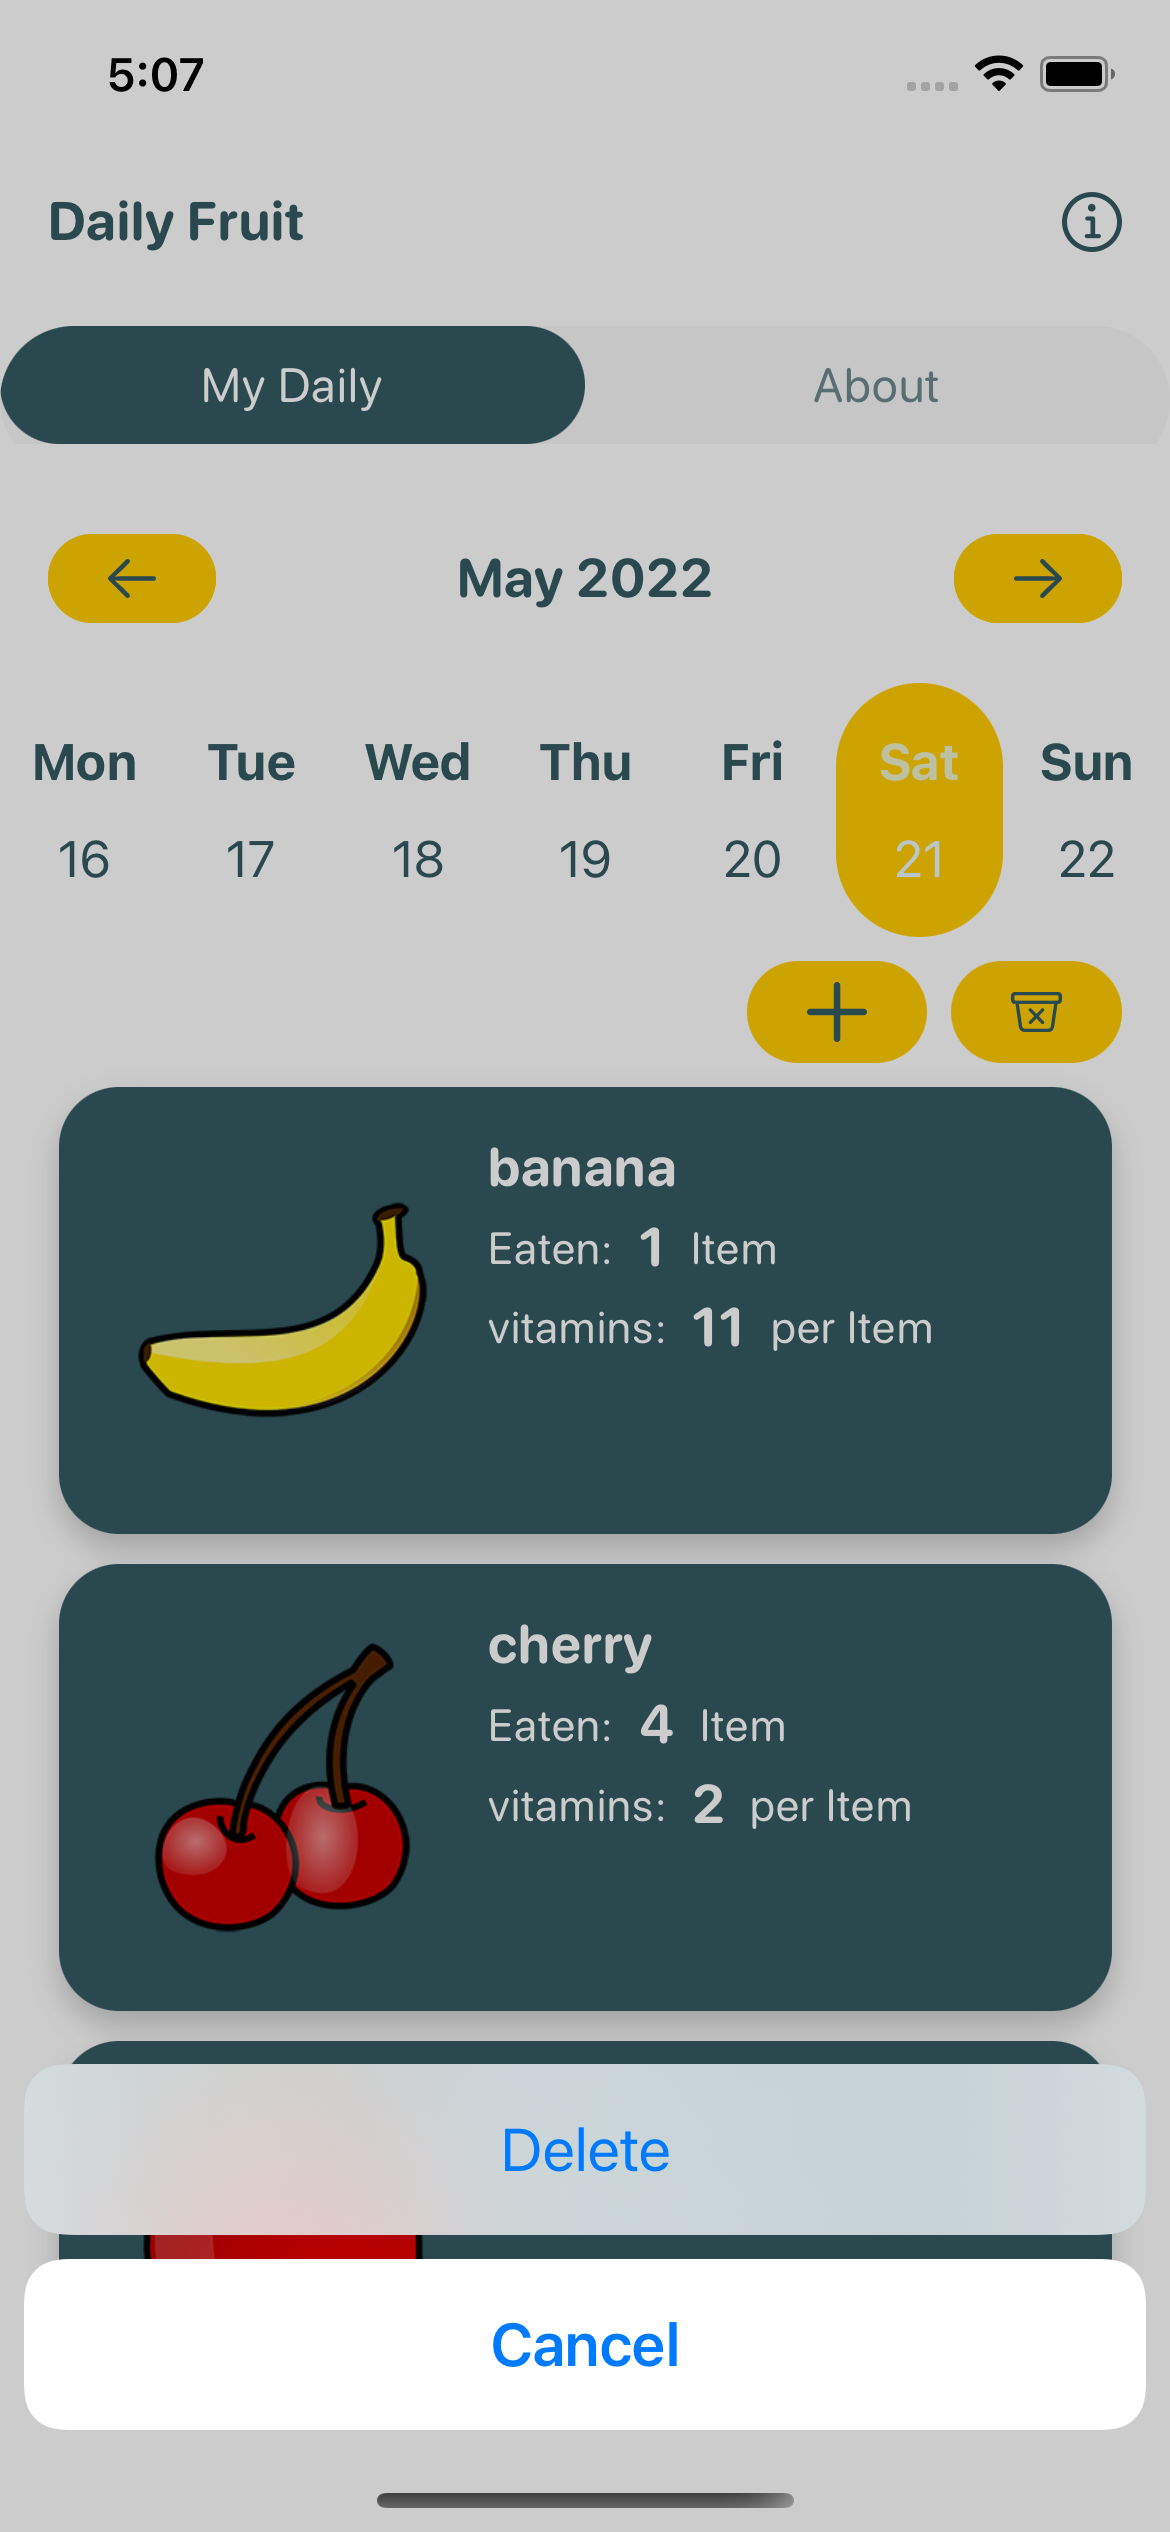 5:07
Daily Fruit
My Daily
About
May 2022
Mon Tue Wed Thu Fri Sat Sun
16 17 18 19 20 21 22
banana
Eaten: 1 Item
vitamins: 11 per Item
cherry
Eaten: 4 Item
vitamins: 2 per Item
Delete
Cancel